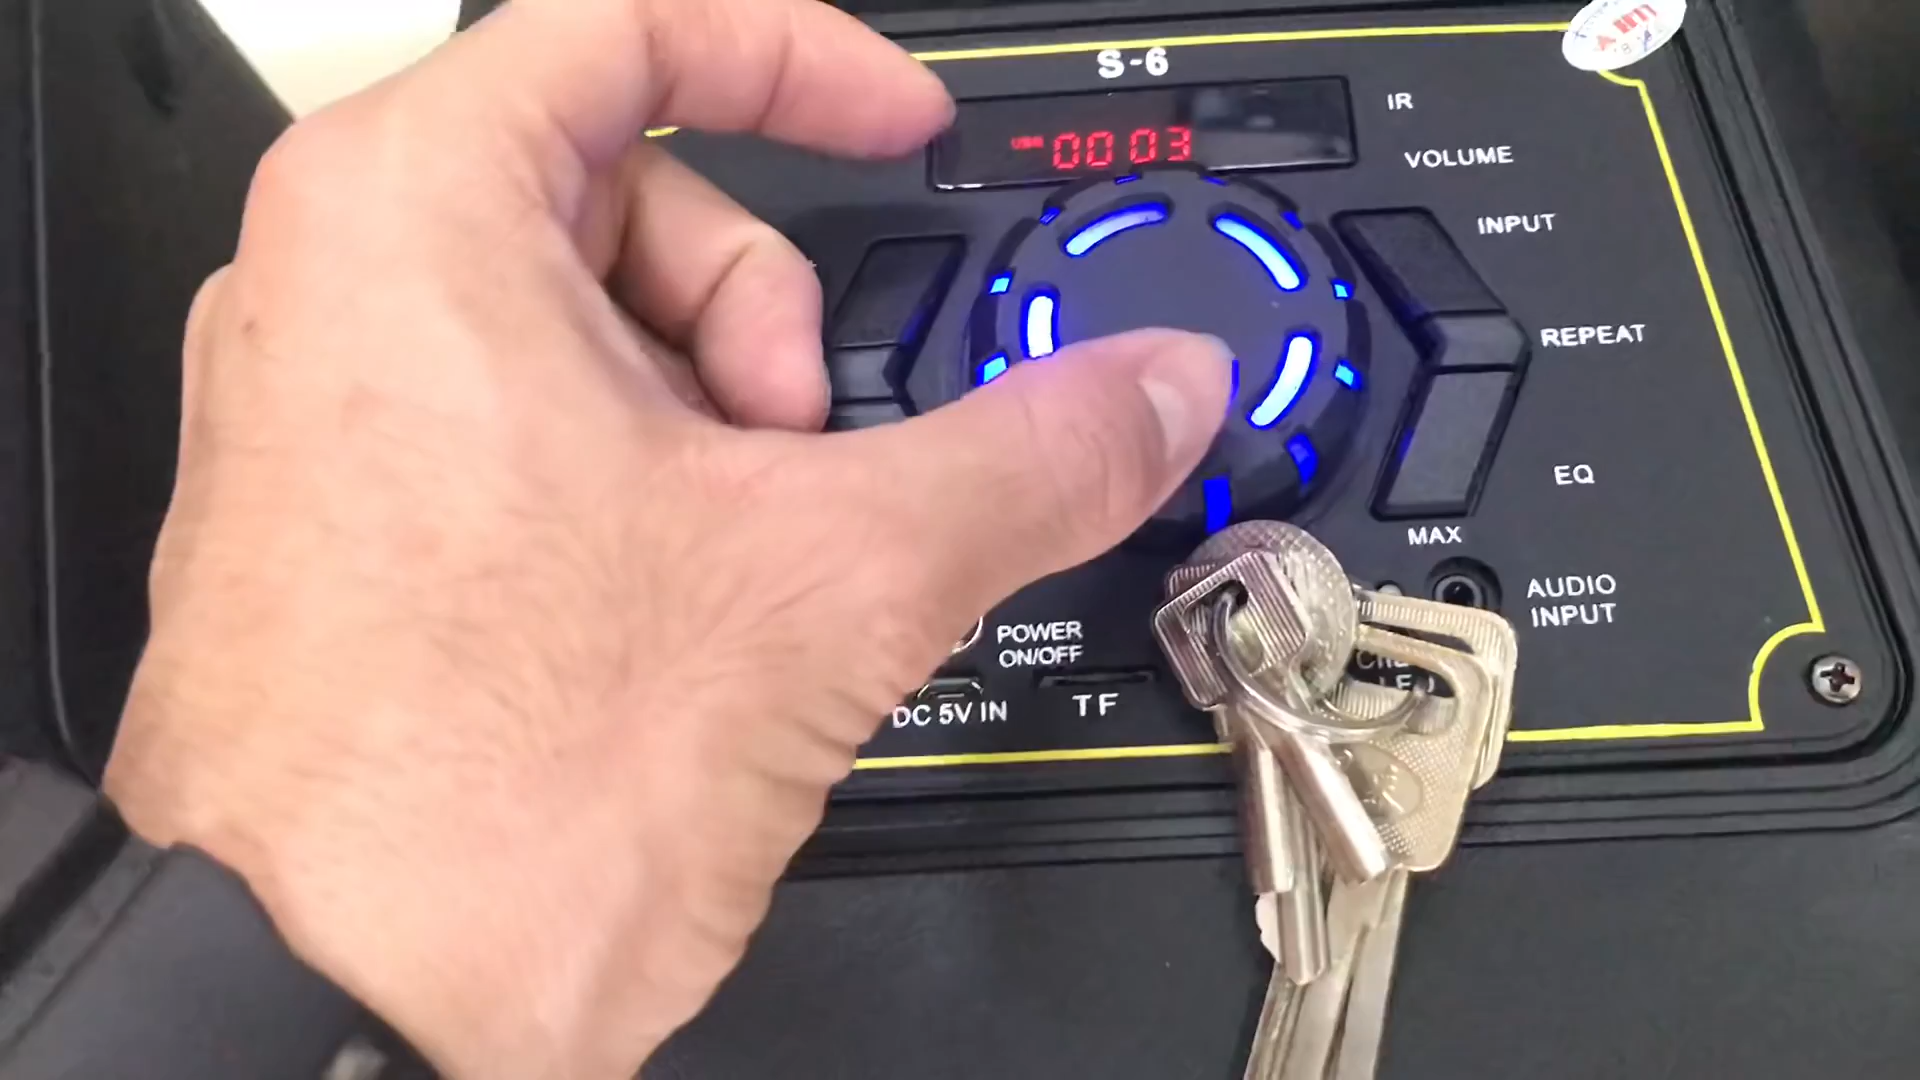 S-6
IR
USB 00 03
VOLUME
INPUT
REPEAT
EQ
MAX
AUDIO
INPUT
POWER
ON/OFF
DC 5V IN
TF